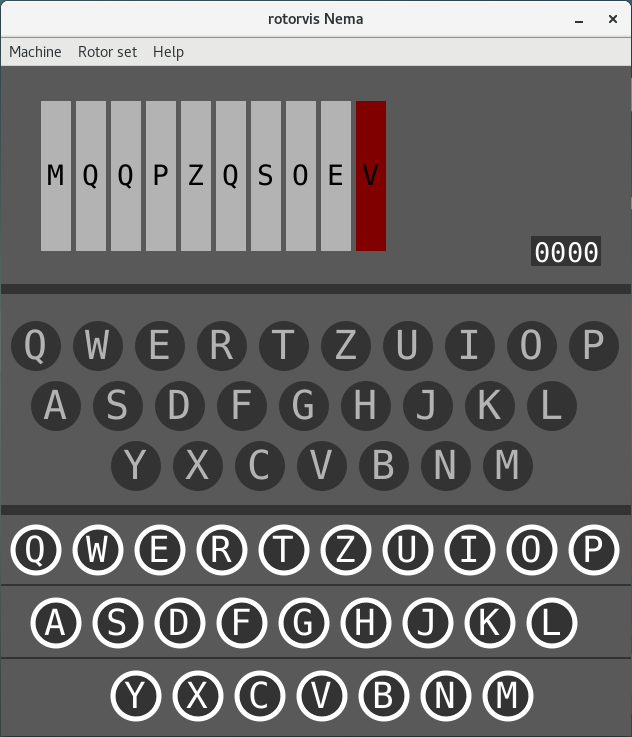 rotorvis Nema
Machine Rotor set Help
M Q Q P Z Q S O E V
0000
Q W E R T Z U I O P
A S D F G H J K L
Y X C V B N M
Q W E R T Z U I O P
A S D F G H J K L
Y X C V B N M